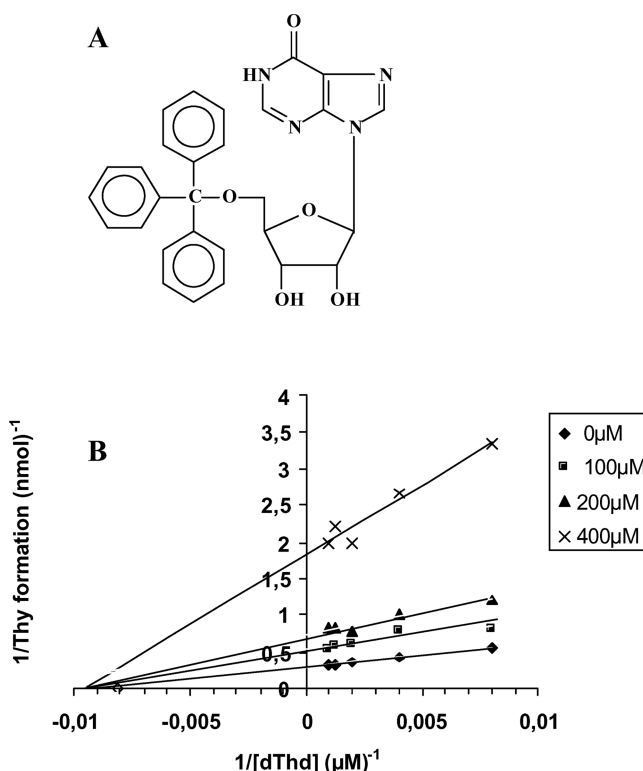 A
O
HN
N
N
N
C
O
O
OH
OH
B
1/Thy formation (nmol)-1
4
3,5
3
2,5
2
1,5
1
0,5
0
-0,01
-0,005
0
0,005
0,01
1/[dThd] (µM)-1
0µM
100µM
200µM
400µM